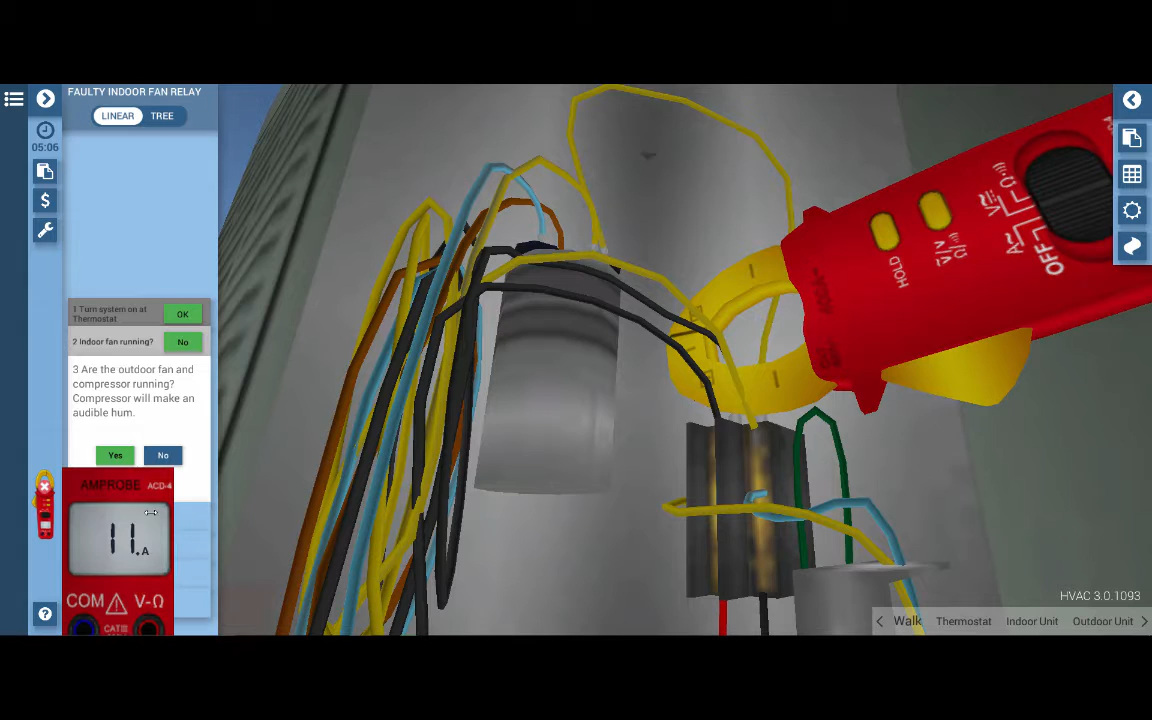 FAULTY INDOOR FAN RELAY
LINEAR
TREE
05:06
$
1 Turn system on at
Thermostat
OK
2 Indoor fan running?
No
3 Are the outdoor fan and
compressor running?
Compressor will make an
audible hum.
Yes
No
AMPROBE ACD-4
11.A
COM V-Ω
CAT III
?
HOLD
V/Ω
A
V
Ω
OFF
HVAC 3.0.1093
Walk
Thermostat
Indoor Unit
Outdoor Unit